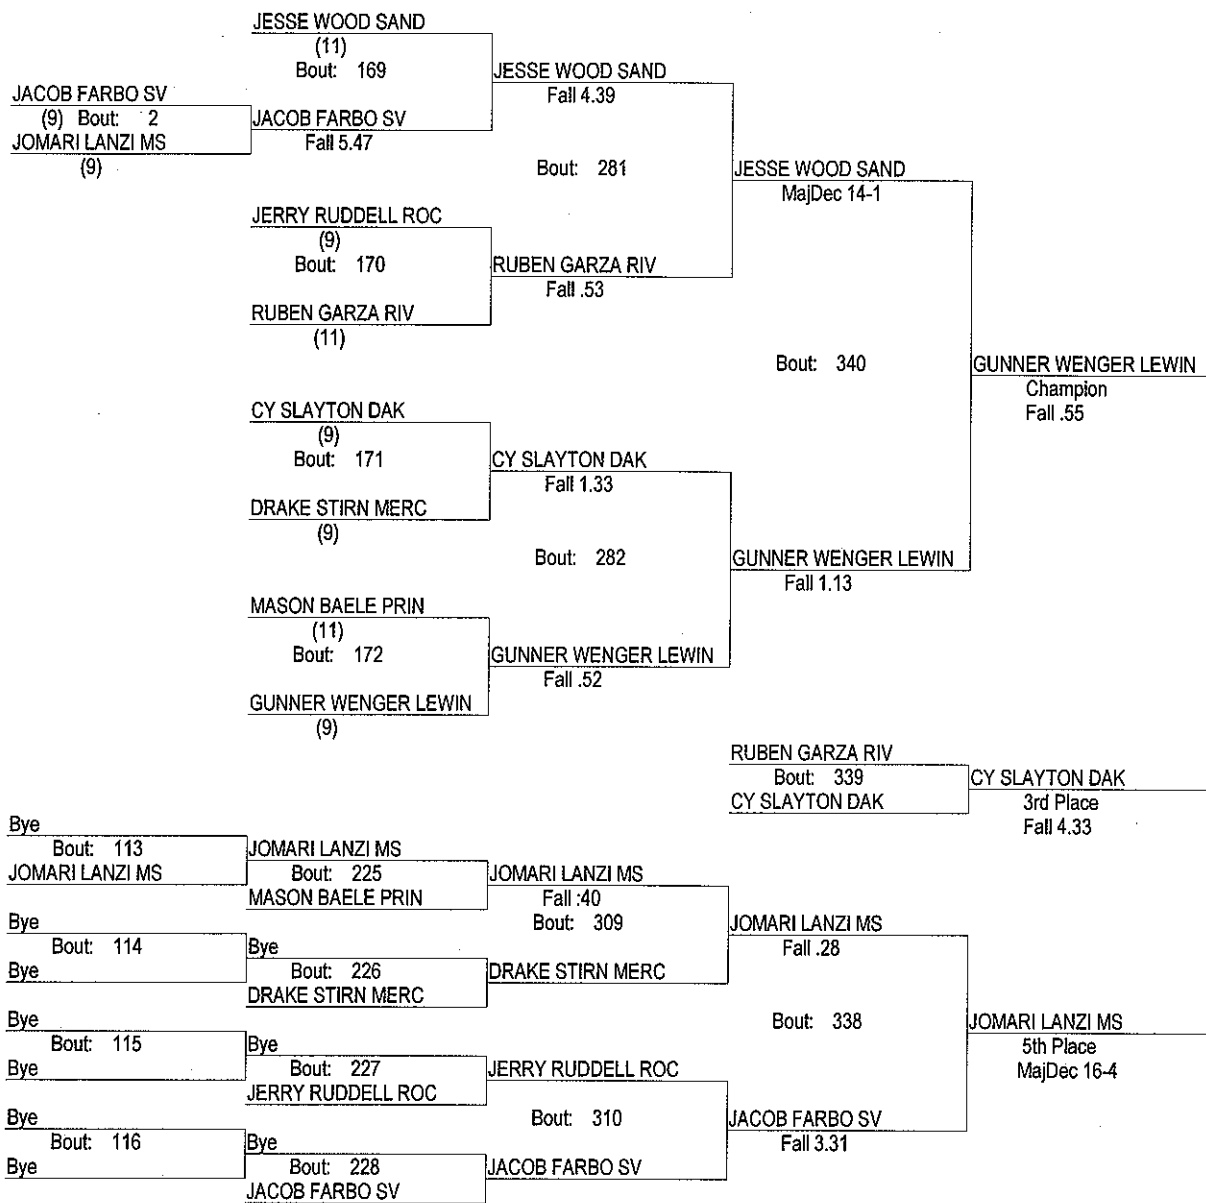 JESSE WOOD SAND
(11)
Bout: 169
JESSE WOOD SAND
Fall 4.39
JACOB FARBO SV
(9) Bout: 2
JOMARI LANZI MS
(9)
JACOB FARBO SV
Fall 5.47
Bout: 281
JESSE WOOD SAND
MajDec 14-1
JERRY RUDDELL ROC
(9)
Bout: 170
RUBEN GARZA RIV
Fall .53
RUBEN GARZA RIV
(11)
Bout: 340
GUNNER WENGER LEWIN
Champion
Fall .55
CY SLAYTON DAK
(9)
Bout: 171
CY SLAYTON DAK
Fall 1.33
DRAKE STIRN MERC
(9)
Bout: 282
GUNNER WENGER LEWIN
Fall 1.13
MASON BAELE PRIN
(11)
Bout: 172
GUNNER WENGER LEWIN
Fall .52
GUNNER WENGER LEWIN
(9)
RUBEN GARZA RIV
Bout: 339
CY SLAYTON DAK
CY SLAYTON DAK
3rd Place
Fall 4.33
Bye
Bout: 113
JOMARI LANZI MS
JOMARI LANZI MS
Bout: 225
MASON BAELE PRIN
JOMARI LANZI MS
Fall :40
Bout: 309
JOMARI LANZI MS
Fall .28
Bye
Bout: 114
Bye
Bye
Bout: 226
DRAKE STIRN MERC
DRAKE STIRN MERC
Bout: 338
JOMARI LANZI MS
5th Place
MajDec 16-4
Bye
Bout: 115
Bye
Bye
Bout: 227
JERRY RUDDELL ROC
JERRY RUDDELL ROC
Bout: 310
JACOB FARBO SV
Fall 3.31
Bye
Bout: 116
Bye
Bye
Bout: 228
JACOB FARBO SV
JACOB FARBO SV